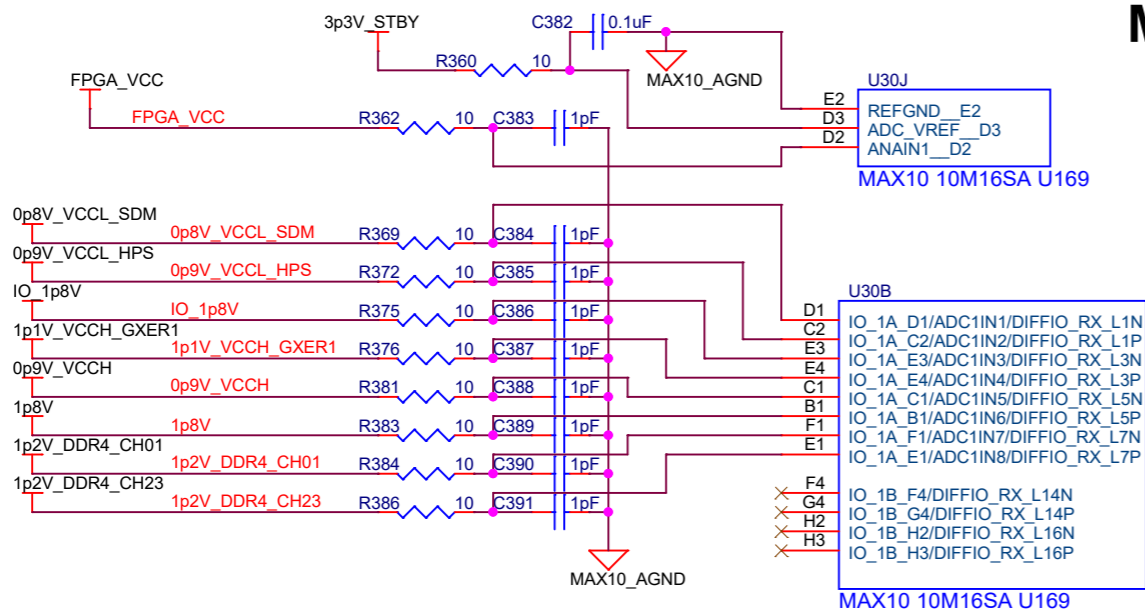 3p3V_STBY C382 0.1uF M
R360 10 MAX10_AGND
FPGA_VCC U30J
FPGA_VCC R362 10 C383 1pF
E2 REFGND__E2
D3 ADC_VREF__D3
D2 ANAIN1__D2
MAX10 10M16SA U169
0p8V_VCCL_SDM
0p8V_VCCL_SDM R369 10 C384 1pF
0p9V_VCCL_HPS
0p9V_VCCL_HPS R372 10 C385 1pF
IO_1p8V
IO_1p8V R375 10 C386 1pF
1p1V_VCCH_GXER1
1p1V_VCCH_GXER1 R376 10 C387 1pF
0p9V_VCCH
0p9V_VCCH R381 10 C388 1pF
1p8V
1p8V R383 10 C389 1pF
1p2V_DDR4_CH01
1p2V_DDR4_CH01 R384 10 C390 1pF
1p2V_DDR4_CH23
1p2V_DDR4_CH23 R386 10 C391 1pF
MAX10_AGND
U30B
D1 IO_1A_D1/ADC1IN1/DIFFIO_RX_L1N
C2 IO_1A_C2/ADC1IN2/DIFFIO_RX_L1P
E3 IO_1A_E3/ADC1IN3/DIFFIO_RX_L3N
E4 IO_1A_E4/ADC1IN4/DIFFIO_RX_L3P
C1 IO_1A_C1/ADC1IN5/DIFFIO_RX_L5N
B1 IO_1A_B1/ADC1IN6/DIFFIO_RX_L5P
F1 IO_1A_F1/ADC1IN7/DIFFIO_RX_L7N
E1 IO_1A_E1/ADC1IN8/DIFFIO_RX_L7P
F4 IO_1B_F4/DIFFIO_RX_L14N
G4 IO_1B_G4/DIFFIO_RX_L14P
H2 IO_1B_H2/DIFFIO_RX_L16N
H3 IO_1B_H3/DIFFIO_RX_L16P
MAX10 10M16SA U169